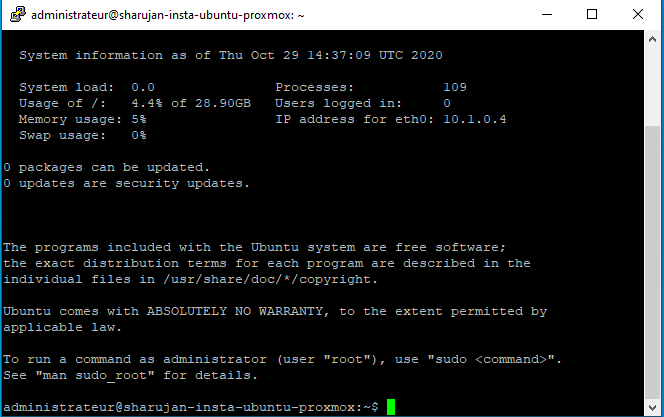 administrateur@sharujan-insta-ubuntu-proxmox: ~
System information as of Thu Oct 29 14:37:09 UTC 2020
System load:  0.0                Processes:           109
Usage of /:   4.4% of 28.90GB   Users logged in:     0
Memory usage: 5%                IP address for eth0: 10.1.0.4
Swap usage:   0%
0 packages can be updated.
0 updates are security updates.
The programs included with the Ubuntu system are free software;
the exact distribution terms for each program are described in the
individual files in /usr/share/doc/*/copyright.
Ubuntu comes with ABSOLUTELY NO WARRANTY, to the extent permitted by
applicable law.
To run a command as administrator (user "root"), use "sudo <command>".
See "man sudo_root" for details.
administrateur@sharujan-insta-ubuntu-proxmox:~$